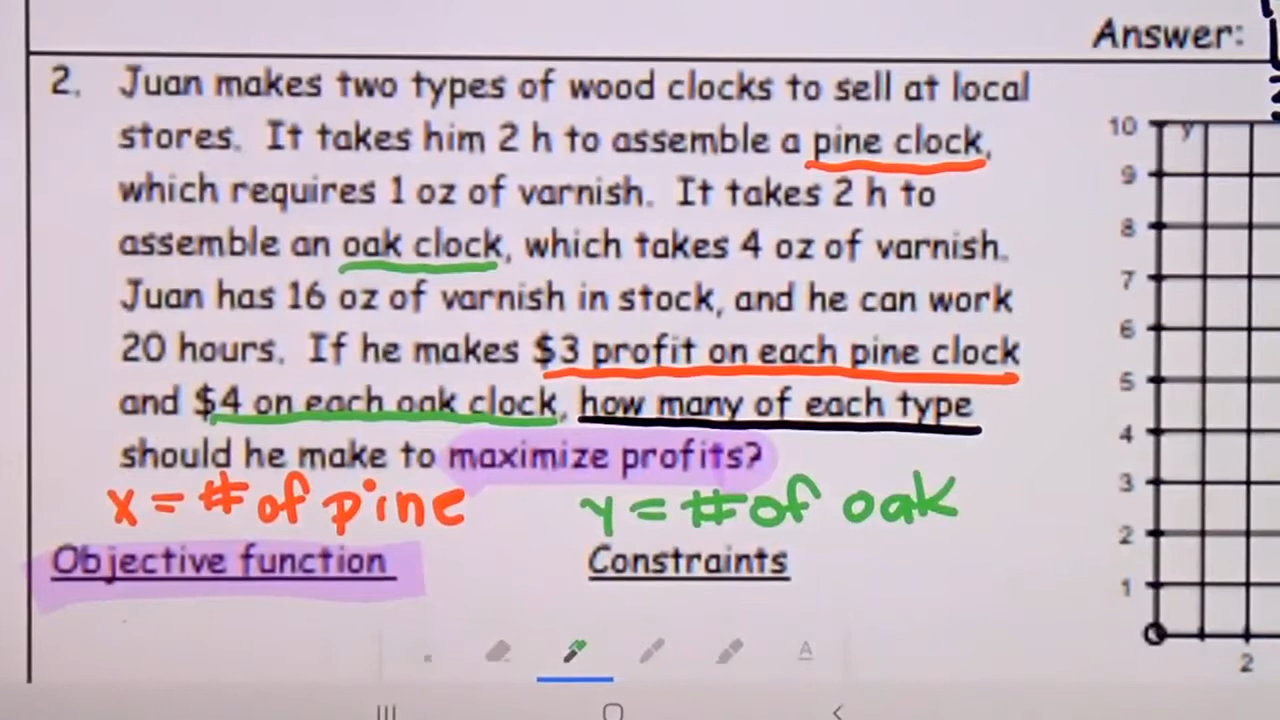 Answer:
2. Juan makes two types of wood clocks to sell at local
stores. It takes him 2 h to assemble a pine clock,
which requires 1 oz of varnish. It takes 2 h to
assemble an oak clock, which takes 4 oz of varnish.
Juan has 16 oz of varnish in stock, and he can work
20 hours. If he makes $3 profit on each pine clock
and $4 on each oak clock, how many of each type
should he make to maximize profits?
x = # of pine
y = # of oak
Objective function
Constraints
10 y
9
8
7
6
5
4
3
2
1
0
2
A